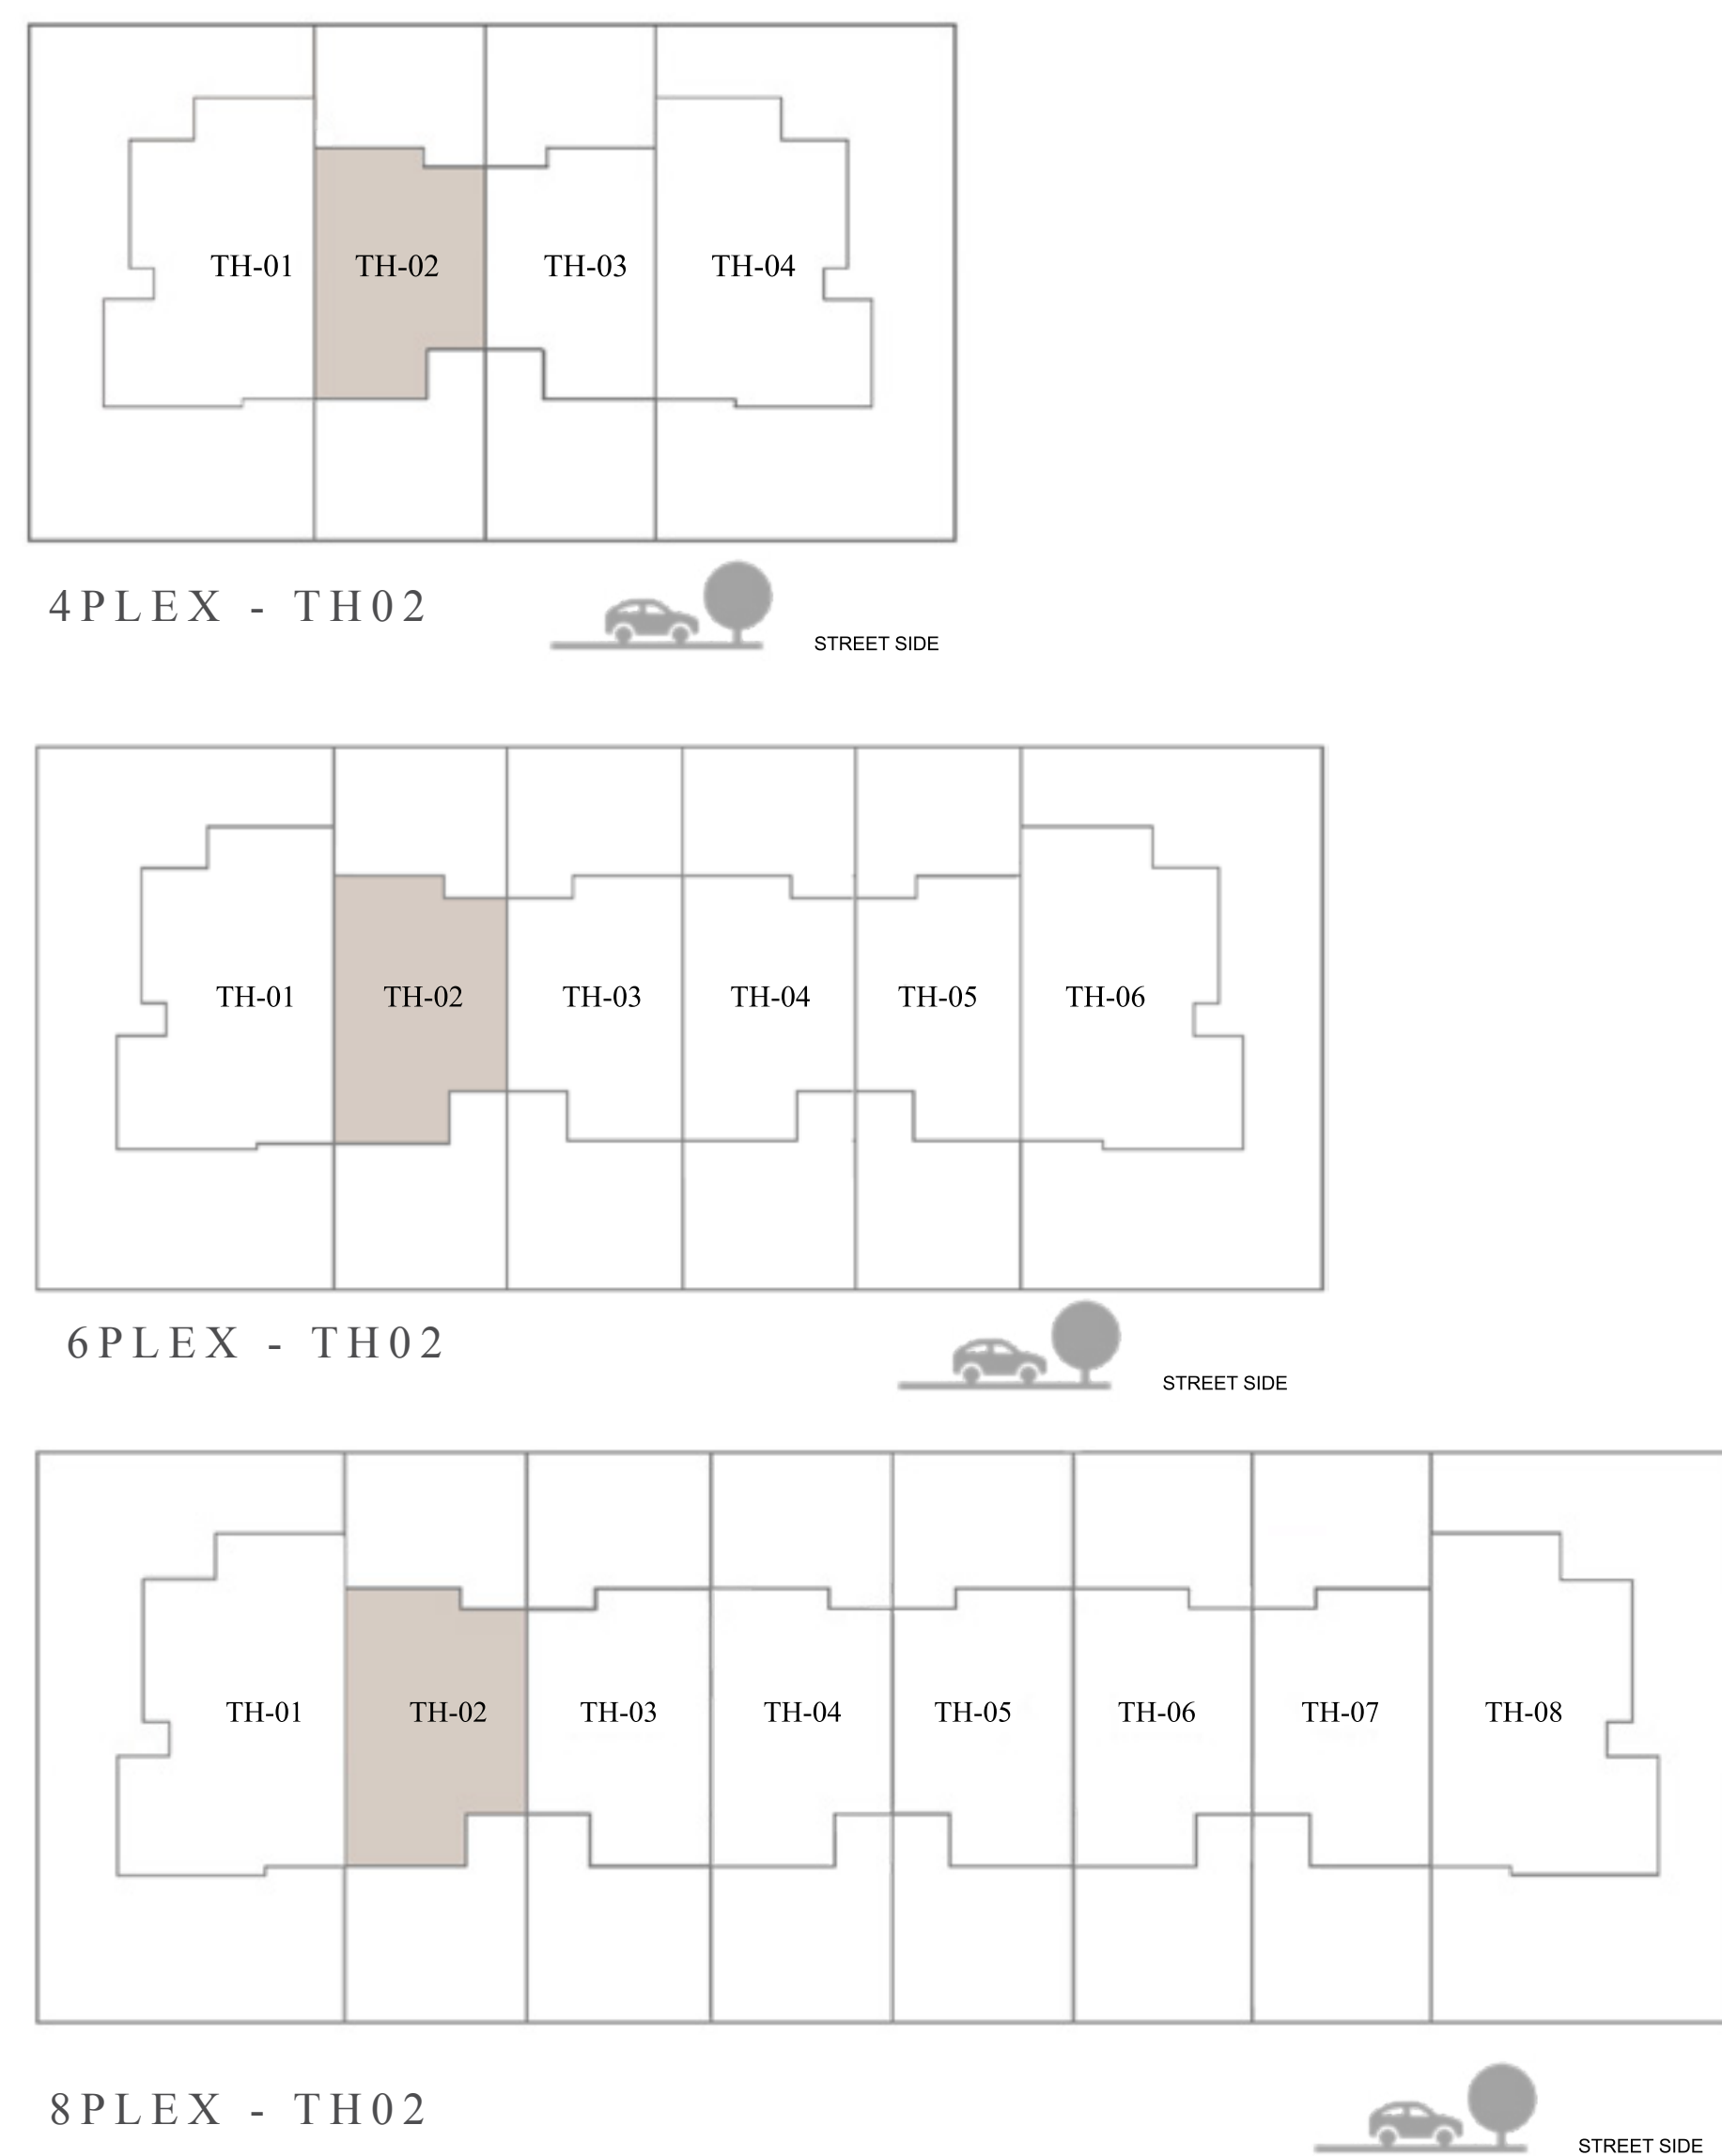 TH-01 TH-02 TH-03 TH-04
4PLEX - TH02
STREET SIDE
TH-01 TH-02 TH-03 TH-04 TH-05 TH-06
6PLEX - TH02
STREET SIDE
TH-01 TH-02 TH-03 TH-04 TH-05 TH-06 TH-07 TH-08
8PLEX - TH02
STREET SIDE